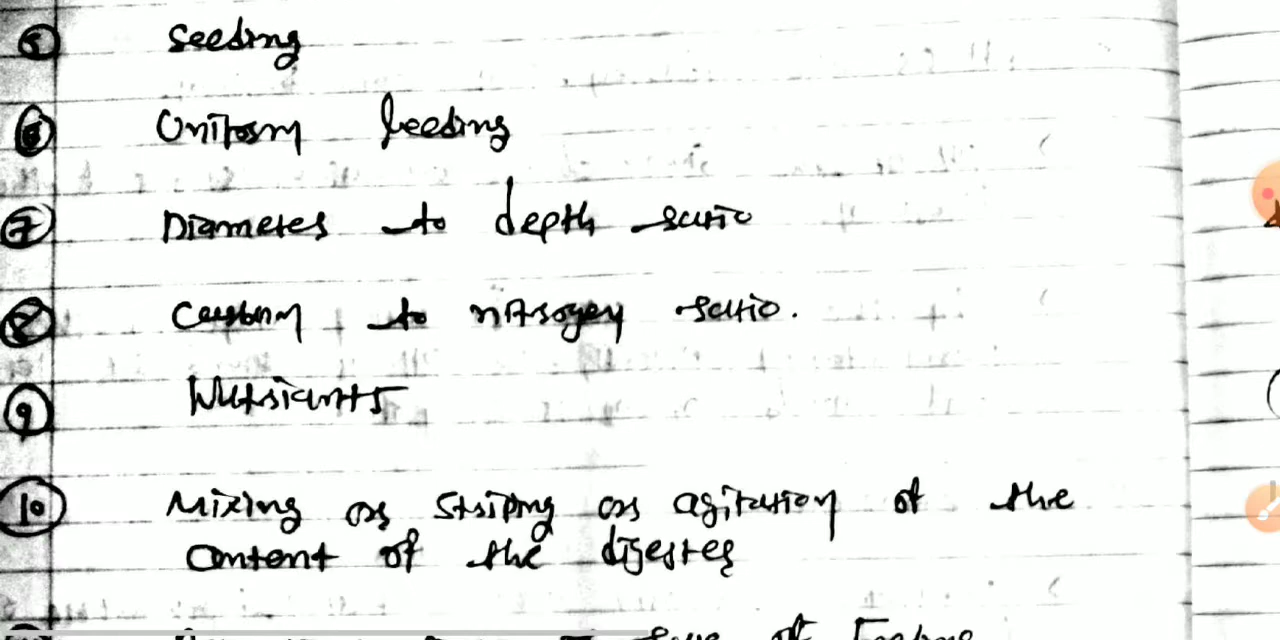 5 Seeding
6 Uniform feeding
7 Diameter to depth ratio
8 Carbon to nitrogen ratio.
9 Nutrients
10 Mixing or stirring or agitation of the
content of the digester
of